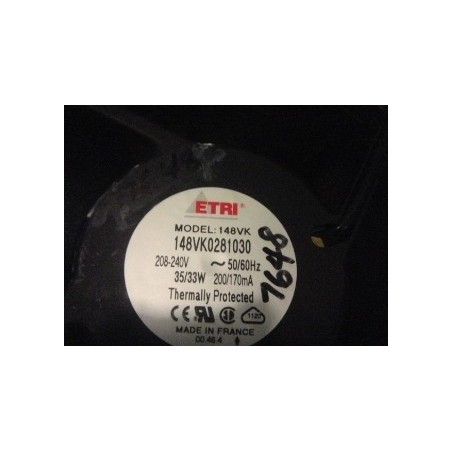 ETRI
MODEL: 148VK
148VK0281030
208-240V ~ 50/60Hz
35/33W 200/170mA
Thermally Protected
CE
MADE IN FRANCE
00.46.4
7648